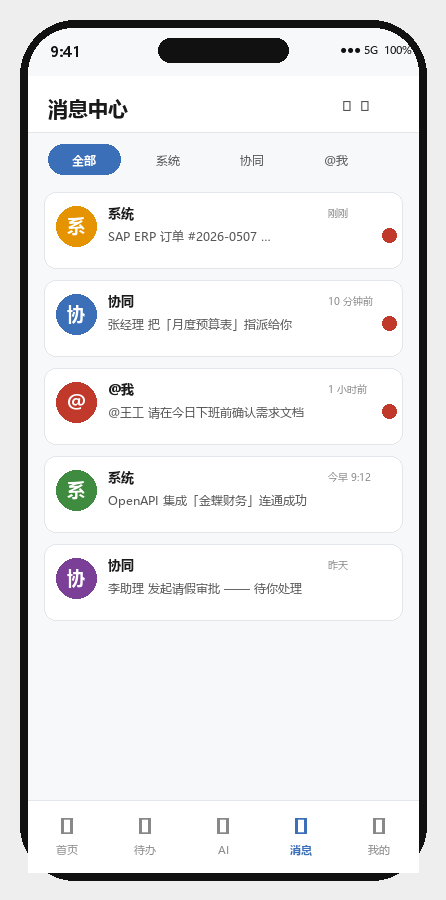 9:41
●●● 5G 100%
消息中心
全部 系统 协同 @我
系
系统
刚刚
SAP ERP 订单 #2026-0507 ...
协
协同
10 分钟前
张经理 把「月度预算表」指派给你
@
@我
1 小时前
@王工 请在今日下班前确认需求文档
系
系统
今早 9:12
OpenAPI 集成「金蝶财务」连通成功
协
协同
昨天
李助理 发起请假审批 —— 待你处理
首页 待办 AI 消息 我的